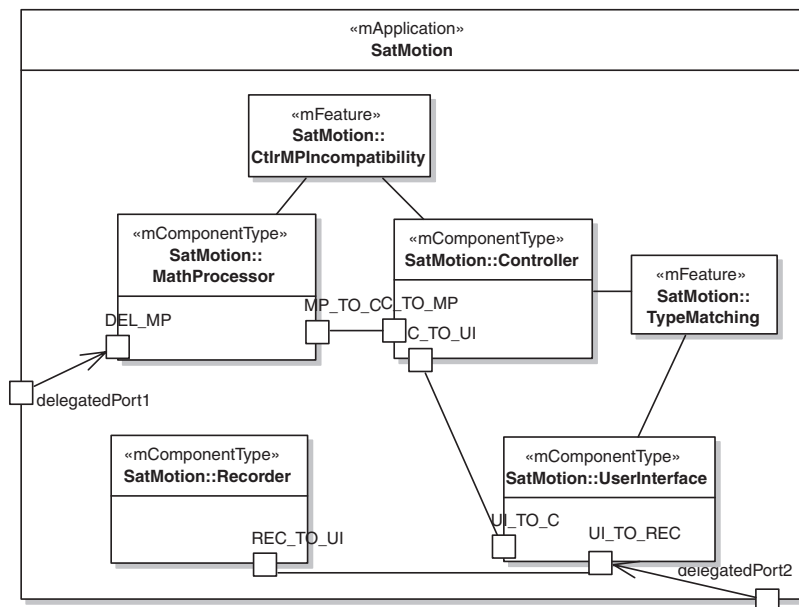 «mApplication»
SatMotion
«mFeature»
SatMotion::
CtlrMPIncompatibility
«mComponentType»
SatMotion::
MathProcessor
«mComponentType»
SatMotion::Controller
«mFeature»
SatMotion::
TypeMatching
DEL_MP
MP_TO_C
C_TO_MP
C_TO_UI
delegatedPort1
«mComponentType»
SatMotion::Recorder
«mComponentType»
SatMotion::UserInterface
REC_TO_UI
UI_TO_C
UI_TO_REC
delegatedPort2